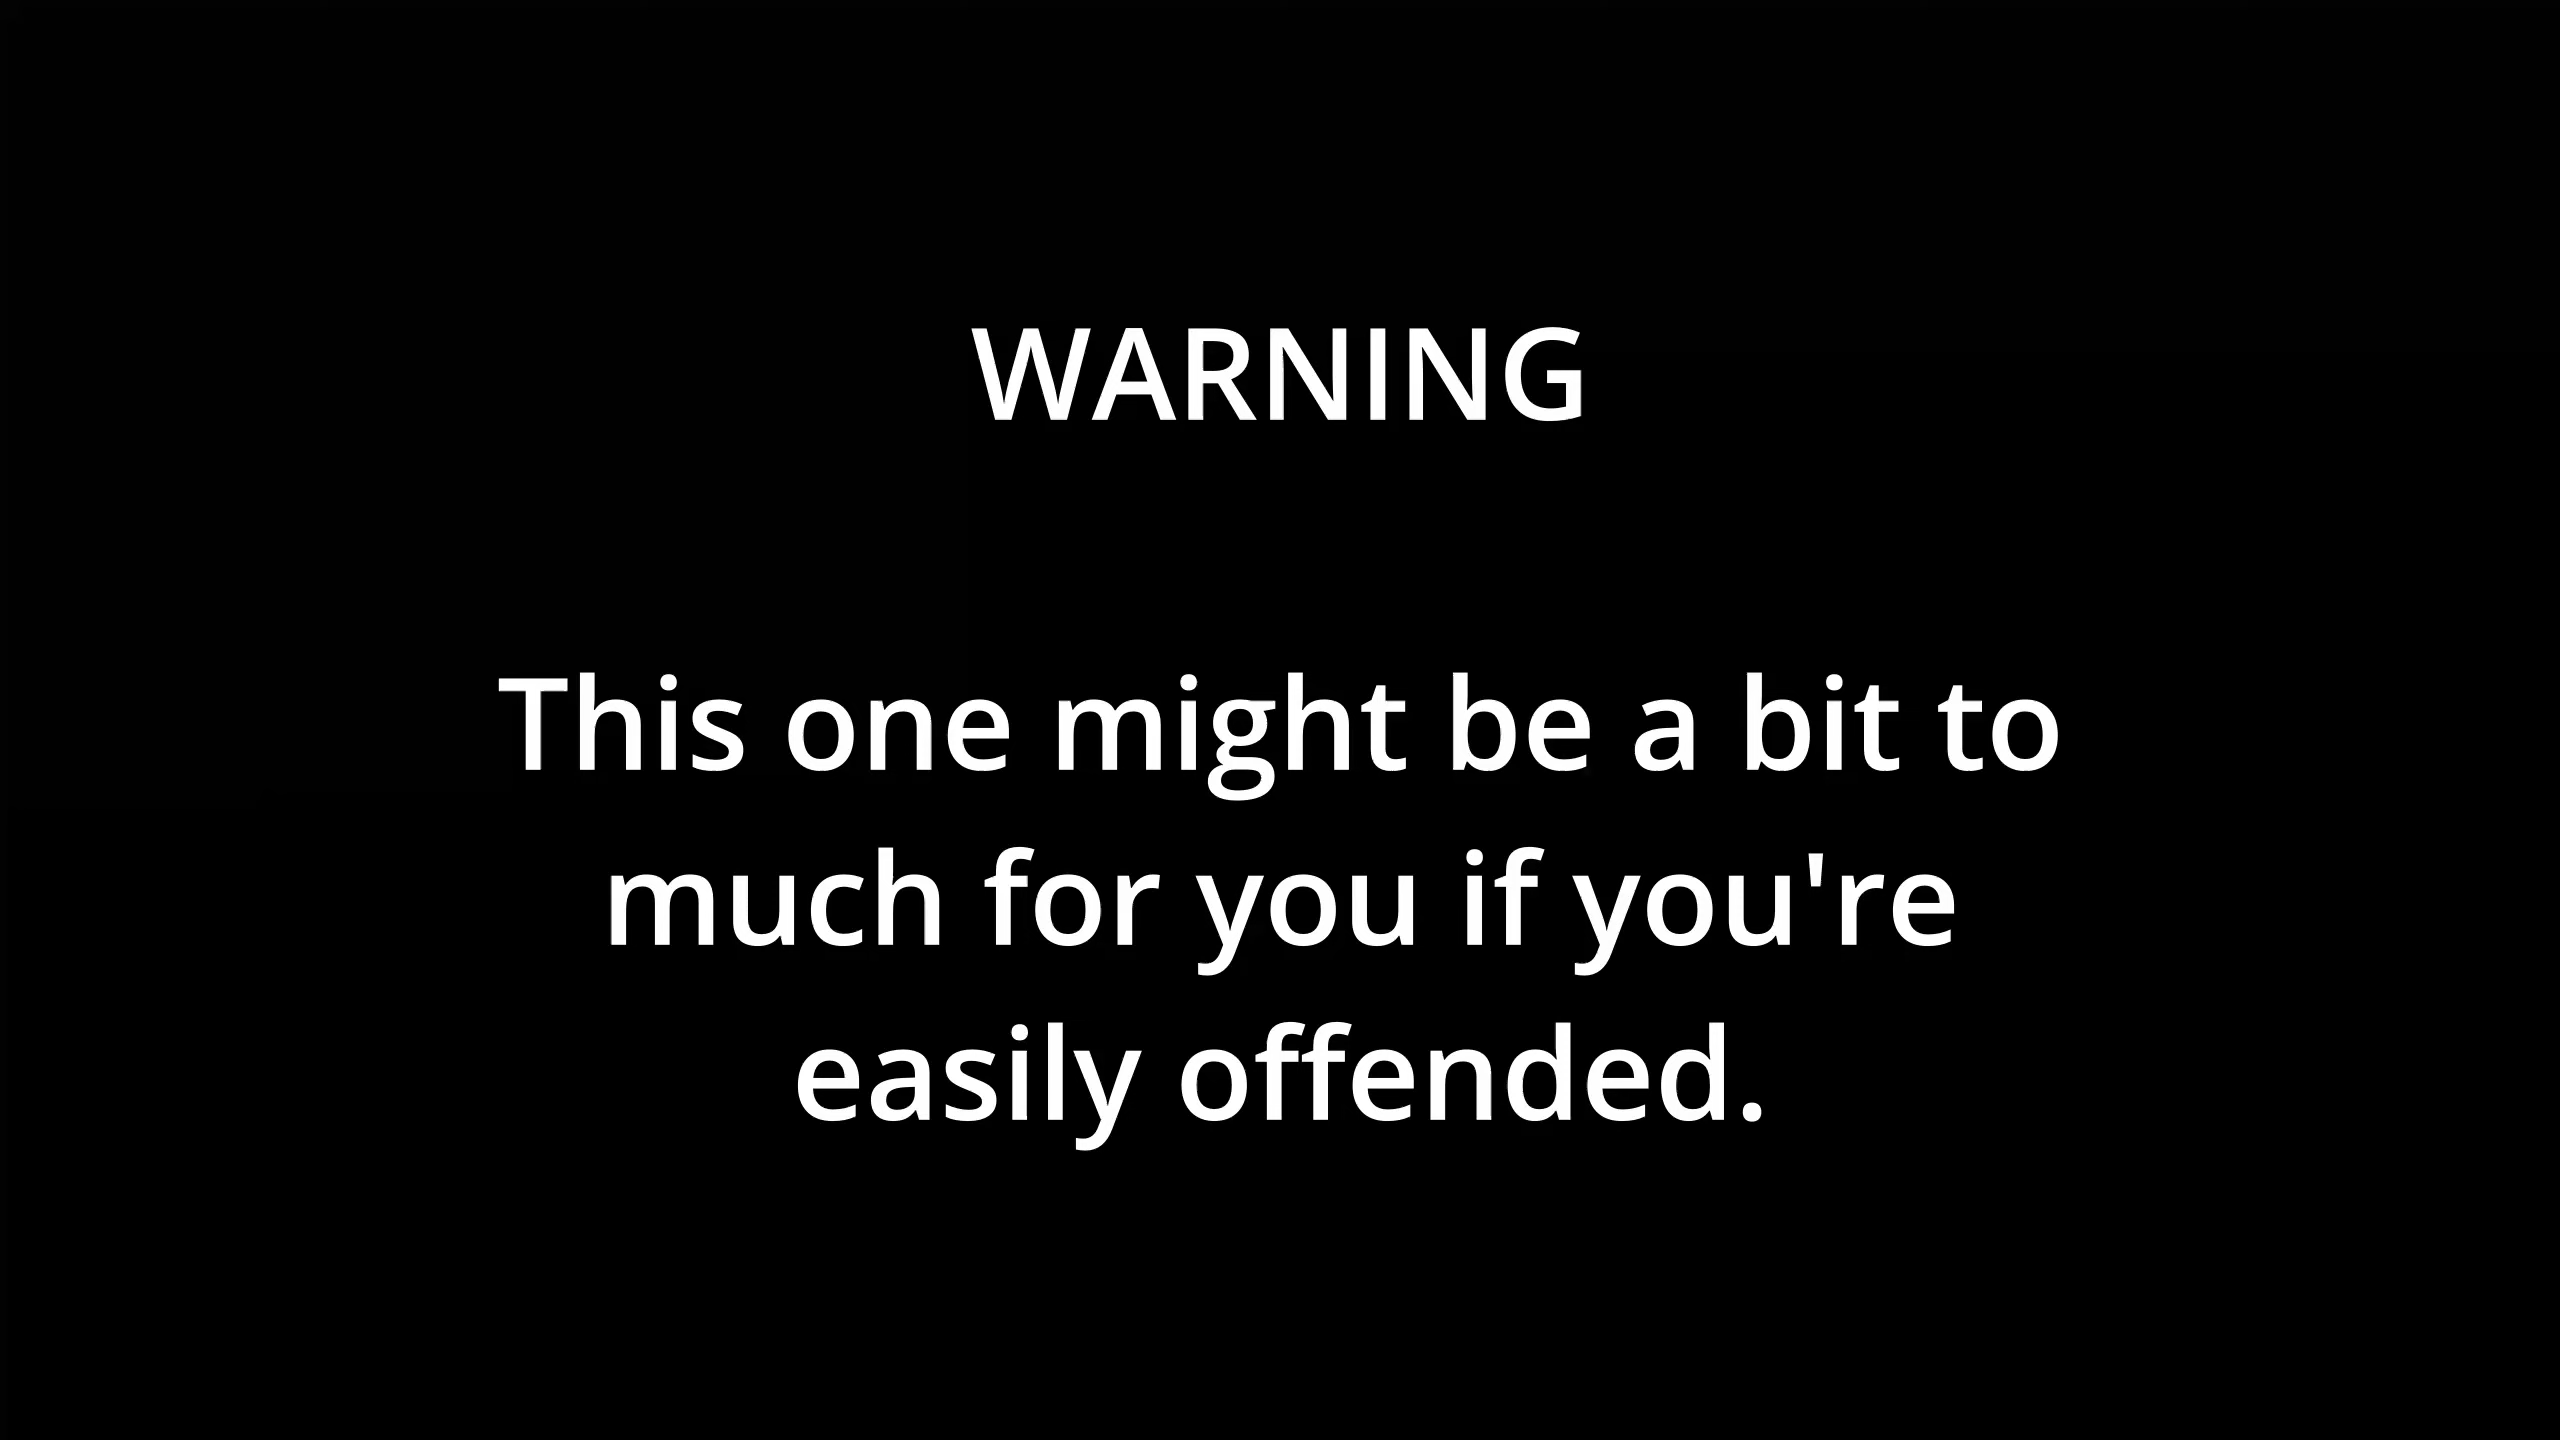 WARNING
This one might be a bit to
much for you if you're
easily offended.